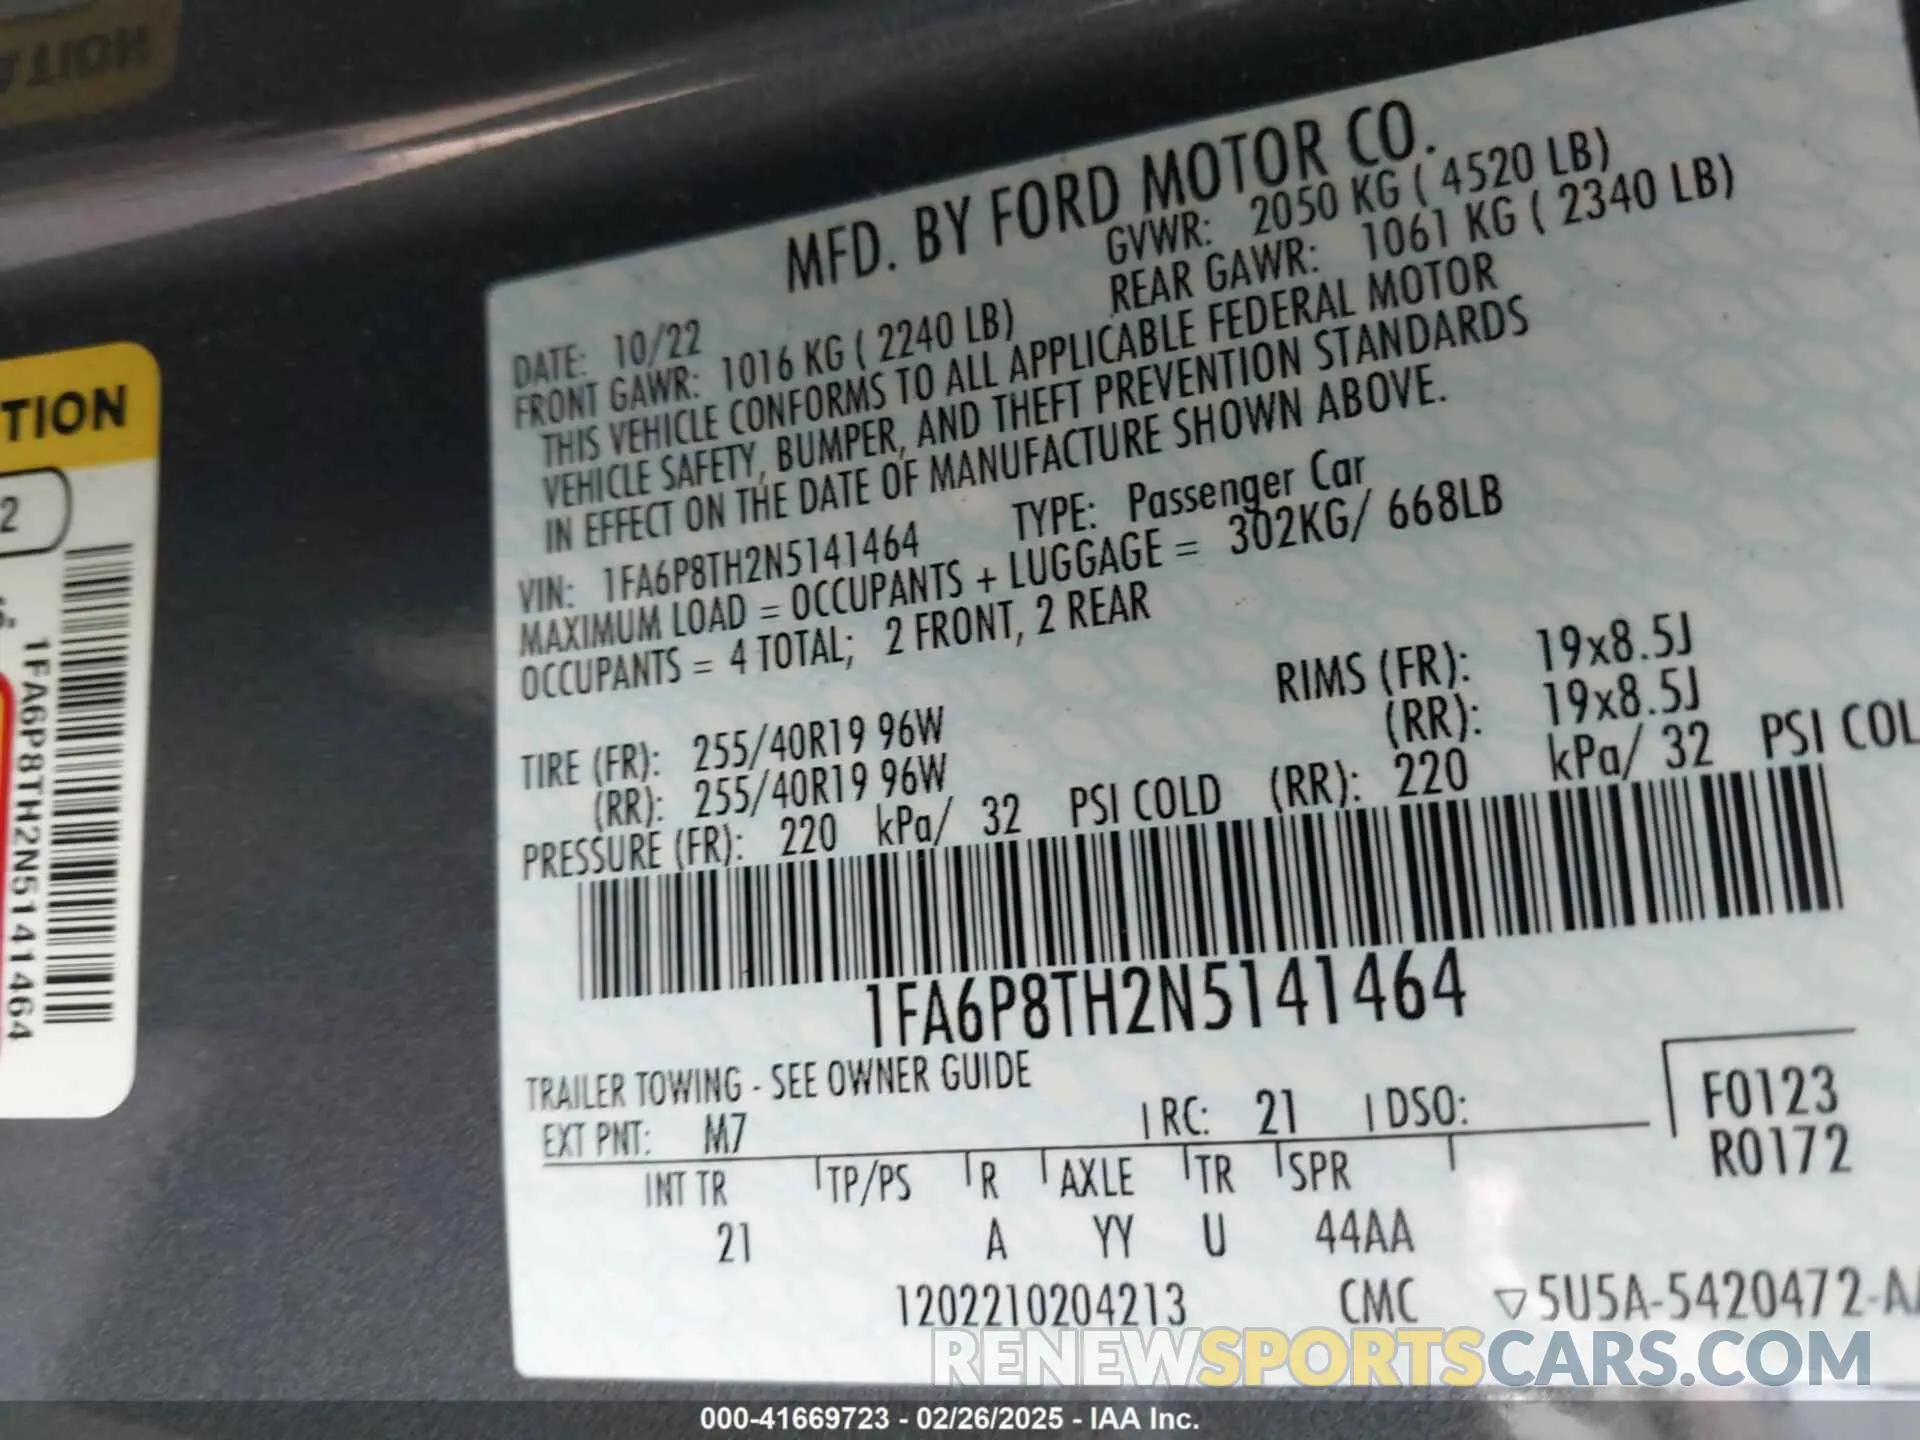 ATION
TION
2
1FA6P8TH2N5141464
MFD. BY FORD MOTOR CO.
DATE: 10/22 GVWR: 2050 KG ( 4520 LB)
FRONT GAWR: 1016 KG ( 2240 LB) REAR GAWR: 1061 KG ( 2340 LB)
THIS VEHICLE CONFORMS TO ALL APPLICABLE FEDERAL MOTOR
VEHICLE SAFETY, BUMPER, AND THEFT PREVENTION STANDARDS
IN EFFECT ON THE DATE OF MANUFACTURE SHOWN ABOVE.
VIN: 1FA6P8TH2N5141464 TYPE: Passenger Car
MAXIMUM LOAD = OCCUPANTS + LUGGAGE = 302KG/ 668LB
OCCUPANTS = 4 TOTAL; 2 FRONT, 2 REAR
TIRE (FR): 255/40R19 96W RIMS (FR): 19x8.5J
(RR): 255/40R19 96W (RR): 19x8.5J
PRESSURE (FR): 220 kPa/ 32 PSI COLD (RR): 220 kPa/ 32 PSI COL
1FA6P8TH2N5141464
TRAILER TOWING - SEE OWNER GUIDE
EXT PNT: M7 RC: 21 DSO: F0123
R0172
INT TR TP/PS R AXLE TR SPR
21 A YY U 44AA
1202210204213 CMC ▽5U5A-5420472-AA
RENEWSPORTSCARS.COM
000-41669723 - 02/26/2025 - IAA Inc.